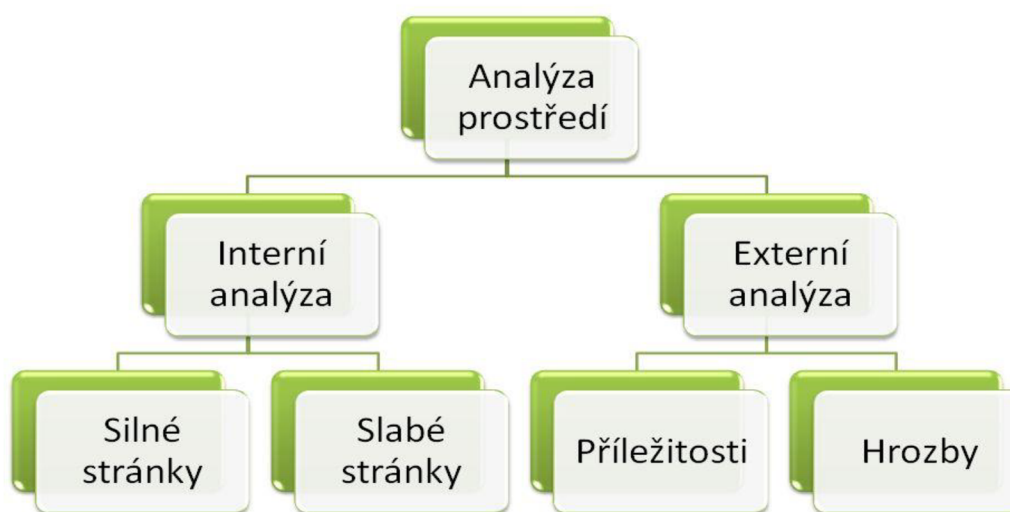 Analýza
prostředí
Interní
analýza
Externí
analýza
Silné
stránky
Slabé
stránky
Příležitosti
Hrozby